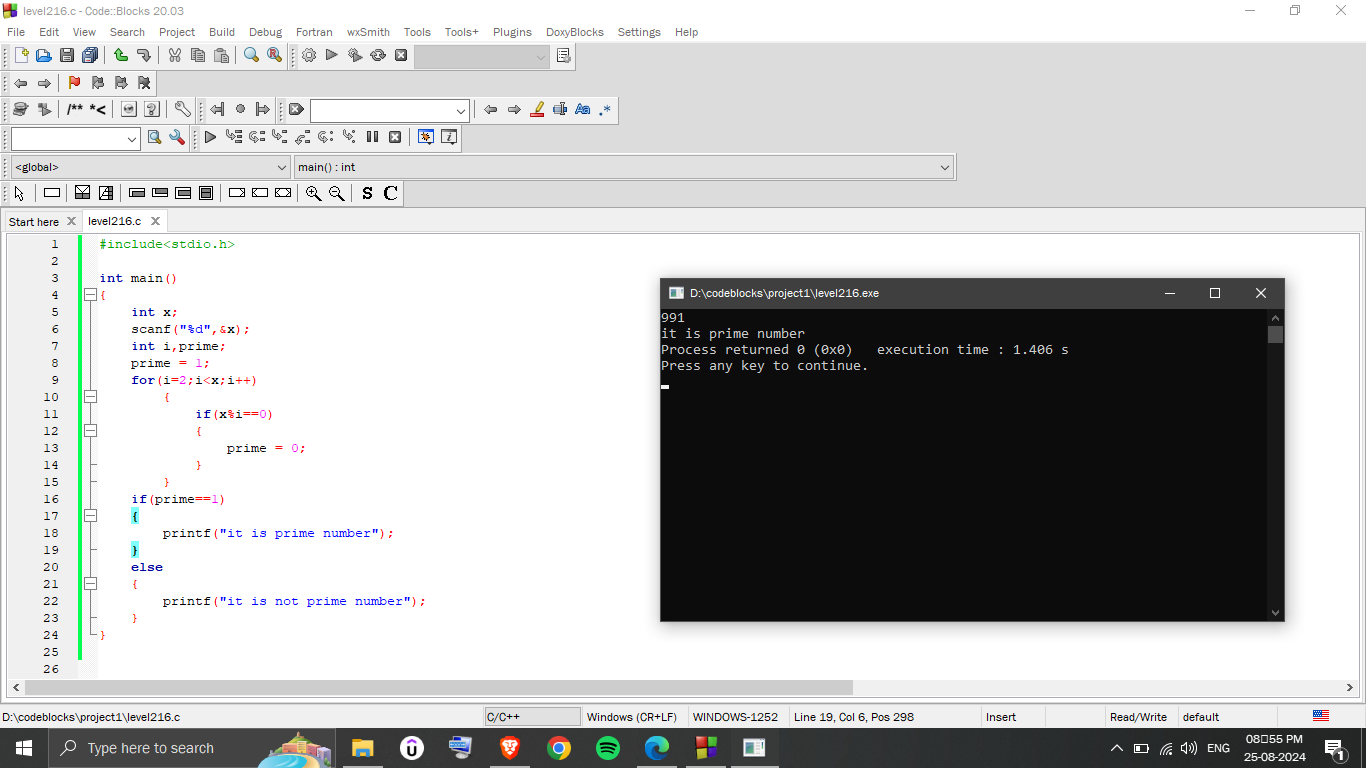 level216.c - Code::Blocks 20.03
File Edit View Search Project Build Debug Fortran wxSmith Tools Tools+ Plugins DoxyBlocks Settings Help
/** *<
Aa .*
<global> main() : int
S C
Start here level216.c
1 #include<stdio.h>
2
3 int main()
4 {
5 int x;
6 scanf("%d",&x);
7 int i,prime;
8 prime = 1;
9 for(i=2;i<x;i++)
10 {
11 if(x%i==0)
12 {
13 prime = 0;
14 }
15 }
16 if(prime==1)
17 {
18 printf("it is prime number");
19 }
20 else
21 {
22 printf("it is not prime number");
23 }
24 }
25
26
D:\codeblocks\project1\level216.exe
991
it is prime number
Process returned 0 (0x0) execution time : 1.406 s
Press any key to continue.
D:\codeblocks\project1\level216.c C/C++ Windows (CR+LF) WINDOWS-1252 Line 19, Col 6, Pos 298 Insert Read/Write default
Type here to search
ENG
08▯55 PM
25-08-2024
1